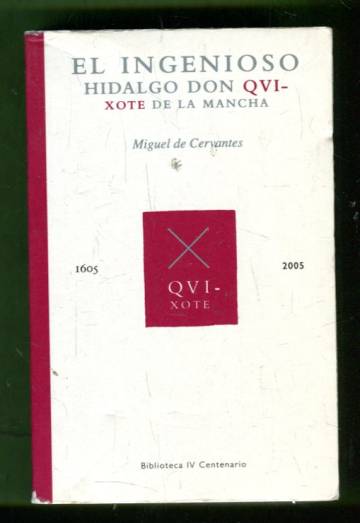 EL INGENIOSO
HIDALGO DON QVI-
XOTE DE LA MANCHA
Miguel de Cervantes
1605
2005
QVI-
XOTE
Biblioteca IV Centenario